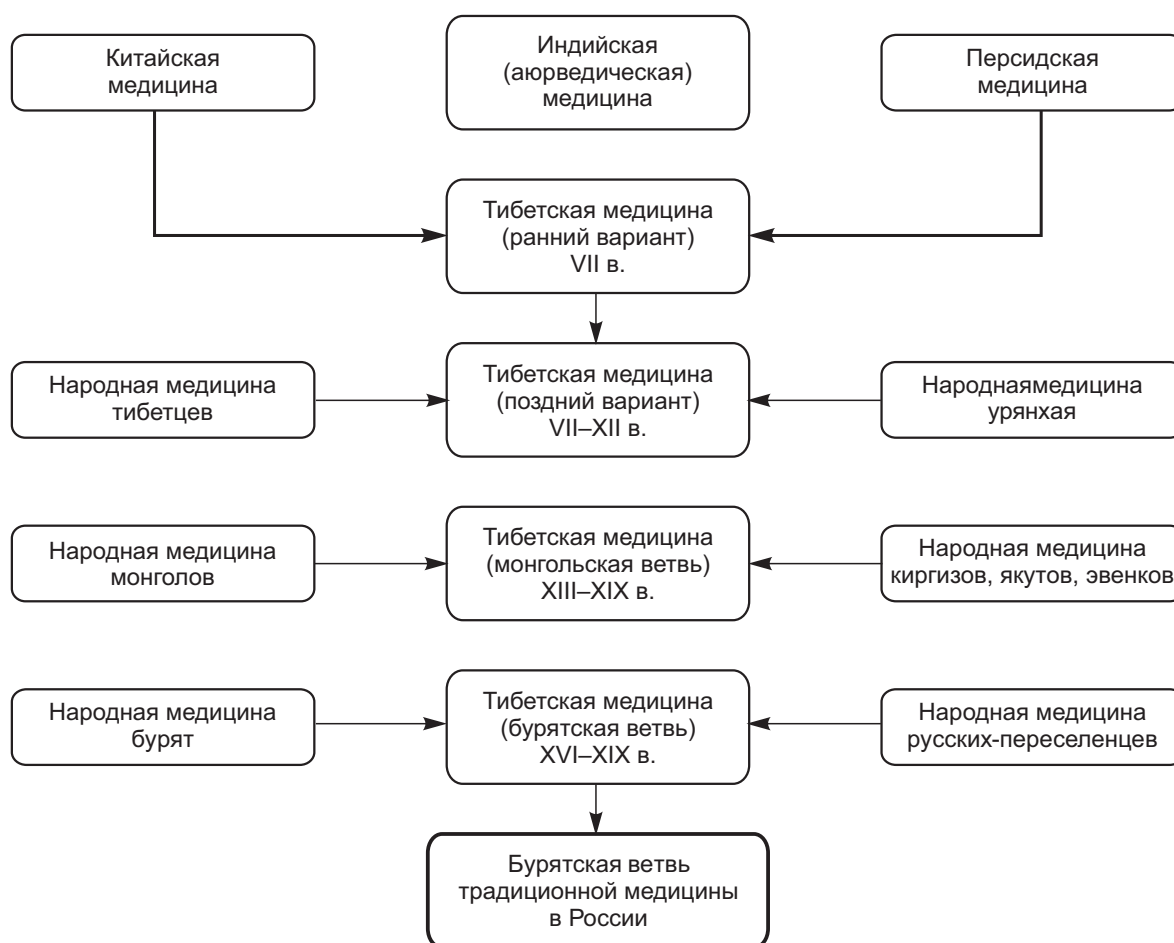 Китайская
медицина
Индийская
(аюрведическая)
медицина
Персидская
медицина
Тибетская медицина
(ранний вариант)
VII в.
Народная медицина
тибетцев
Тибетская медицина
(поздний вариант)
VII–XII в.
Народнаямедицина
урянхая
Народная медицина
монголов
Тибетская медицина
(монгольская ветвь)
XIII–XIX в.
Народная медицина
киргизов, якутов, эвенков
Народная медицина
бурят
Тибетская медицина
(бурятская ветвь)
XVI–XIX в.
Народная медицина
русских-переселенцев
Бурятская ветвь
традиционной медицины
в России